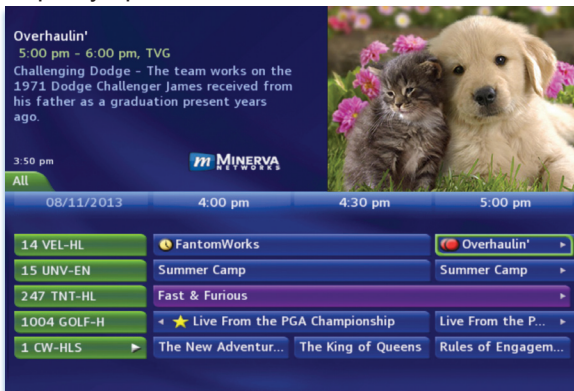 Overhaulin'
5:00 pm - 6:00 pm, TVG
Challenging Dodge - The team works on the
1971 Dodge Challenger James received from
his father as a graduation present years
ago.
3:50 pm
m MINERVA
NETWORKS
All
08/11/2013 4:00 pm 4:30 pm 5:00 pm
14 VEL-HL FantomWorks Overhaulin'
15 UNV-EN Summer Camp Summer Camp
247 TNT-HL Fast & Furious
1004 GOLF-H Live From the PGA Championship Live From the P...
1 CW-HLS The New Adventur... The King of Queens Rules of Engagem...